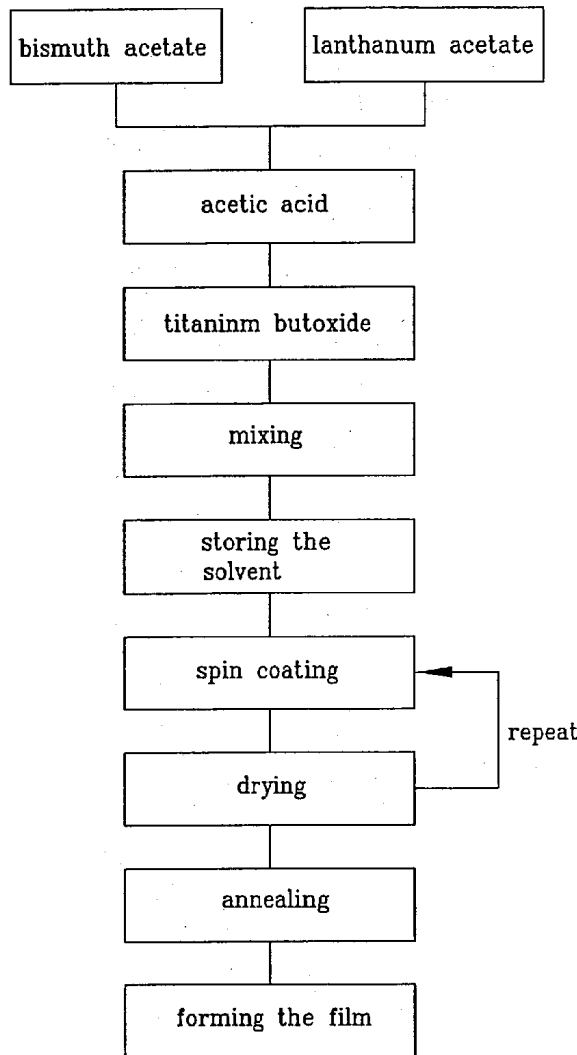 bismuth acetate
lanthanum acetate
acetic acid
titaninm butoxide
mixing
storing the
solvent
spin coating
repeat
drying
annealing
forming the film